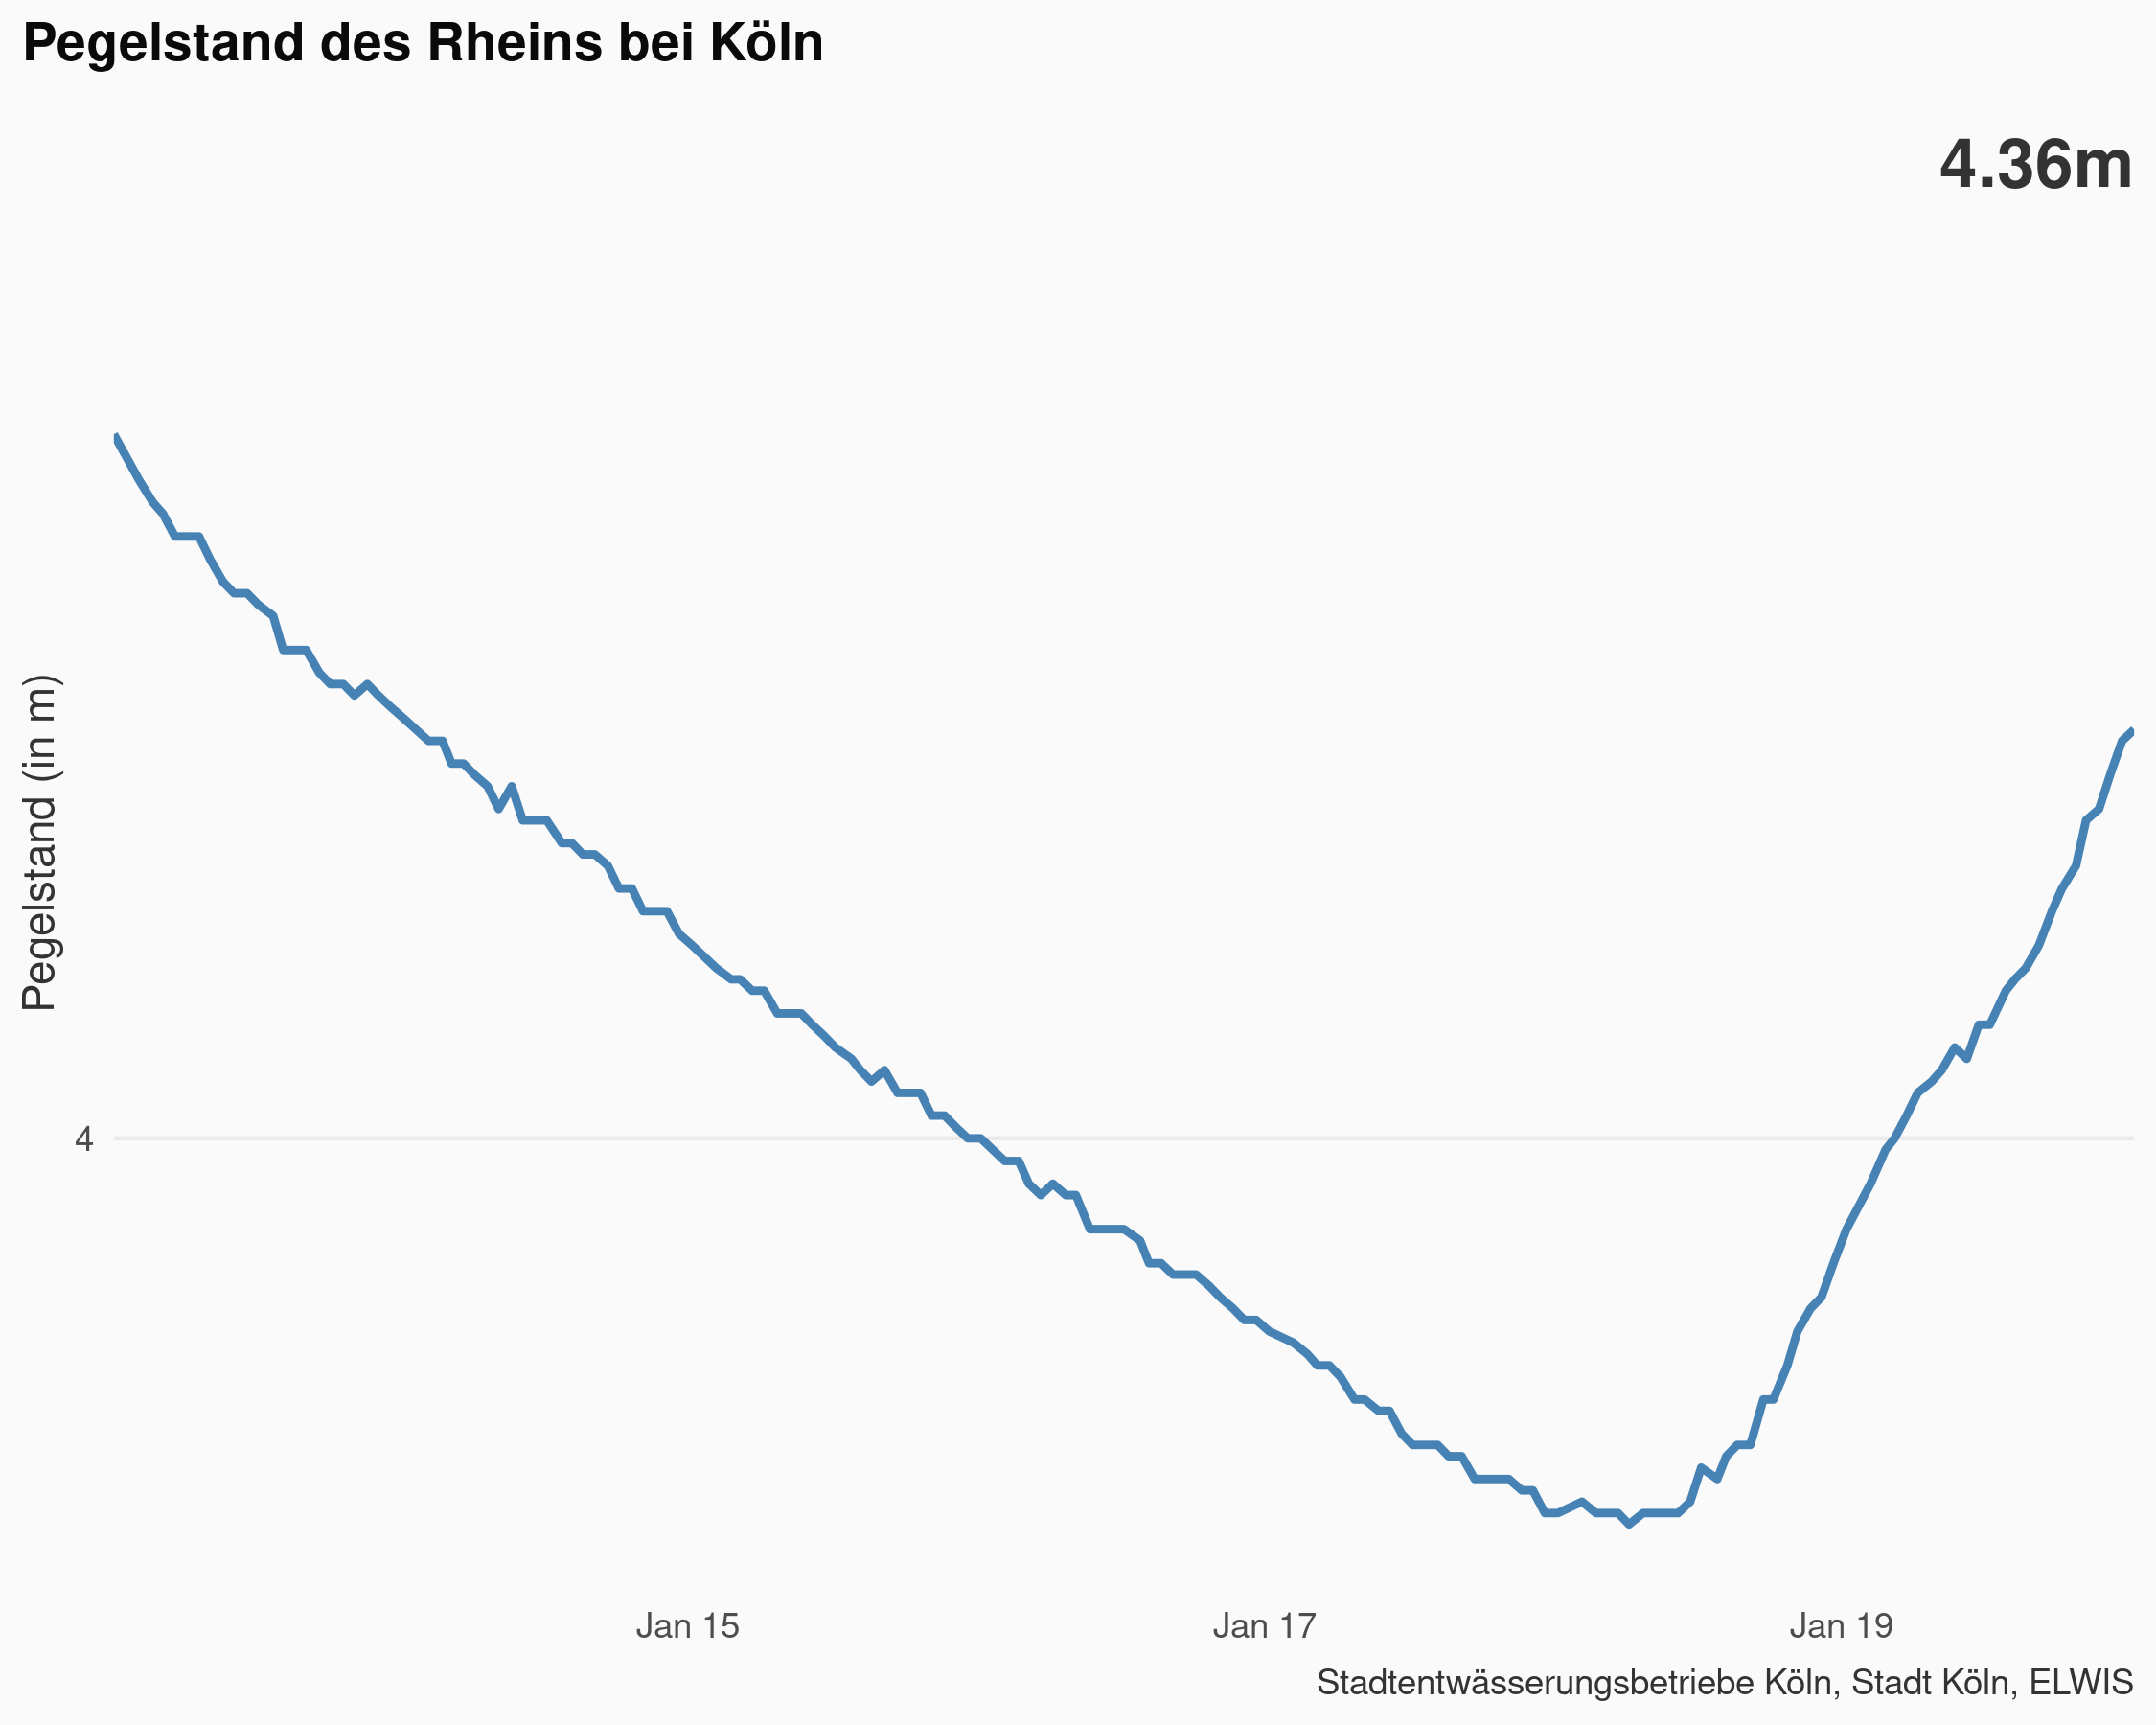 Pegelstand des Rheins bei Köln
4.36m
Pegelstand (in m)
4
Jan 15
Jan 17
Jan 19
Stadtentwässerungsbetriebe Köln, Stadt Köln, ELWIS